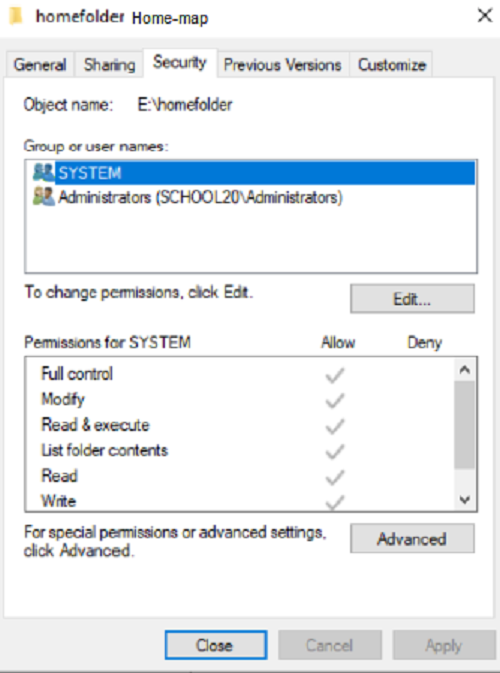 homefolder Home-map
General Sharing Security Previous Versions Customize
Object name: E:\homefolder
Group or user names:
SYSTEM
Administrators (SCHOOL20\Administrators)
To change permissions, click Edit.
Edit...
Permissions for SYSTEM Allow Deny
Full control
Modify
Read & execute
List folder contents
Read
Write
For special permissions or advanced settings,
click Advanced.
Advanced
Close Cancel Apply